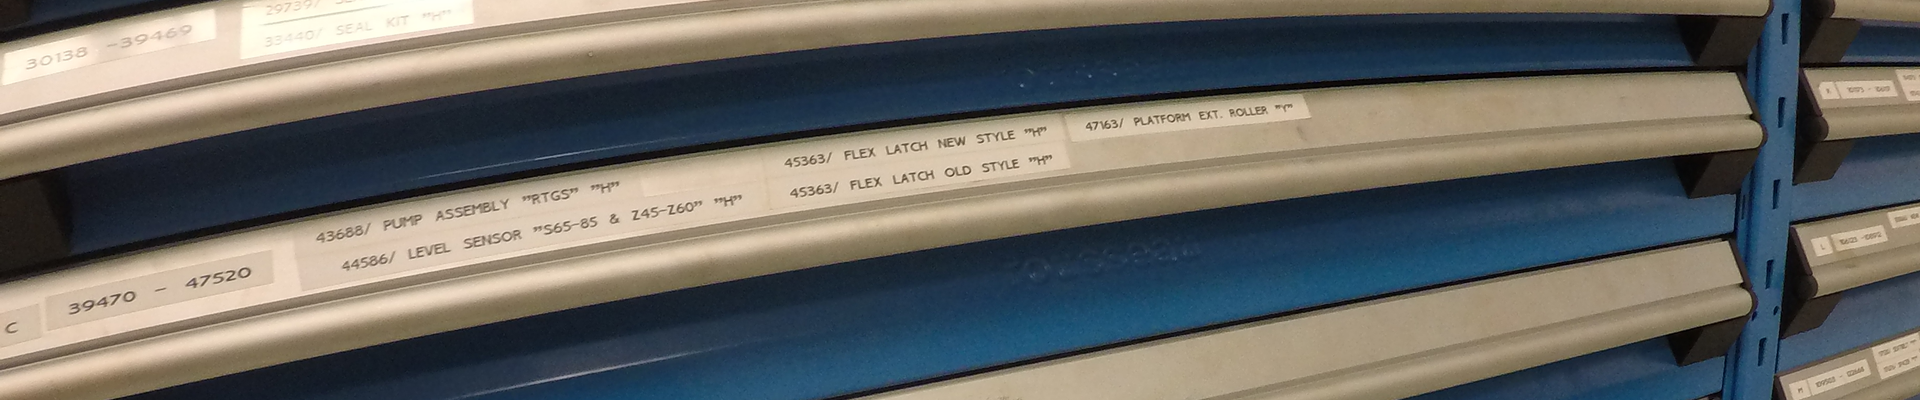 30138 -39469
33440/ SEAL KIT "H"
C
39470 - 47520
43688/ PUMP ASSEMBLY "RTGS" "H"
44586/ LEVEL SENSOR "S65-85 & Z45-Z60" "H"
45363/ FLEX LATCH NEW STYLE "H"
45363/ FLEX LATCH OLD STYLE "H"
47163/ PLATFORM EXT. ROLLER "Y"
L